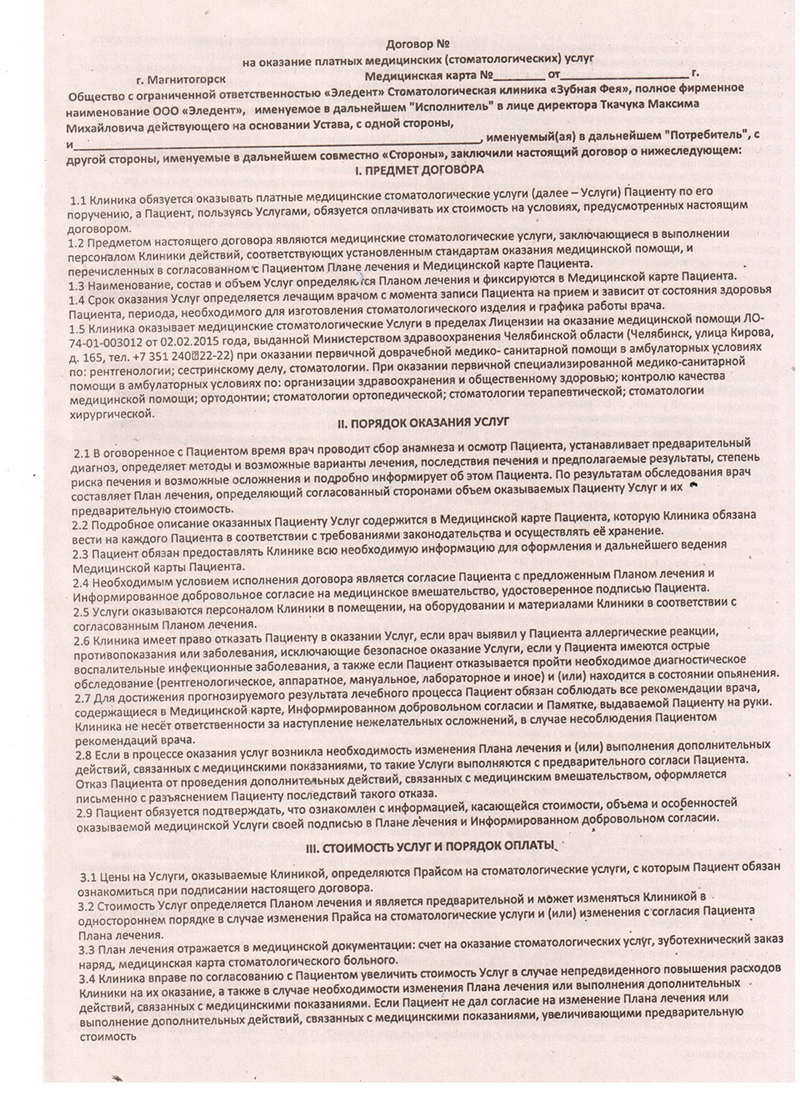 Договор №
на оказание платных медицинских (стоматологических) услуг
г. Магнитогорск Медицинская карта №_________ от____________________ г.
Общество с ограниченной ответственностью «Эледент» Стоматологическая клиника «Зубная Фея», полное фирменное
наименование ООО «Эледент», именуемое в дальнейшем "Исполнитель" в лице директора Ткачука Максима
Михайловича действующего на основании Устава, с одной стороны,
и____________________________________________________________, именуемый(ая) в дальнейшем "Потребитель", с
другой стороны, именуемые в дальнейшем совместно «Стороны», заключили настоящий договор о нижеследующем:
I. ПРЕДМЕТ ДОГОВОРА
1.1 Клиника обязуется оказывать платные медицинские стоматологические услуги (далее – Услуги) Пациенту по его
поручению, а Пациент, пользуясь Услугами, обязуется оплачивать их стоимость на условиях, предусмотренных настоящим
договором.
1.2 Предметом настоящего договора являются медицинские стоматологические услуги, заключающиеся в выполнении
персоналом Клиники действий, соответствующих установленным стандартам оказания медицинской помощи, и
перечисленных в согласованном с Пациентом Плане лечения и Медицинской карте Пациента.
1.3 Наименование, состав и объем Услуг определяются Планом лечения и фиксируются в Медицинской карте Пациента.
1.4 Срок оказания Услуг определяется лечащим врачом с момента записи Пациента на прием и зависит от состояния здоровья
Пациента, периода, необходимого для изготовления стоматологического изделия и графика работы врача.
1.5 Клиника оказывает медицинские стоматологические Услуги в пределах Лицензии на оказание медицинской помощи ЛО-
74-01-003012 от 02.02.2015 года, выданной Министерством здравоохранения Челябинской области (Челябинск, улица Кирова,
д. 165, тел. +7 351 240⍰22-22) при оказании первичной доврачебной медико- санитарной помощи в амбулаторных условиях
по: рентгенологии; сестринскому делу, стоматологии. При оказании первичной специализированной медико-санитарной
помощи в амбулаторных условиях по: организации здравоохранения и общественному здоровью; контролю качества
медицинской помощи; ортодонтии; стоматологии ортопедической; стоматологии терапевтической; стоматологии
хирургической.
II. ПОРЯДОК ОКАЗАНИЯ УСЛУГ
2.1 В оговоренное с Пациентом время врач проводит сбор анамнеза и осмотр Пациента, устанавливает предварительный
диагноз, определяет методы и возможные варианты лечения, последствия печения и предполагаемые результаты, степень
риска печения и возможные осложнения и подробно информирует об этом Пациента. По результатам обследования врач
составляет План лечения, определяющий согласованный сторонами объем оказываемых Пациенту Услуг и их
предварительную стоимость.
2.2 Подробное описание оказанных Пациенту Услуг содержится в Медицинской карте Пациента, которую Клиника обязана
вести на каждого Пациента в соответствии с требованиями законодательства и осуществлять её хранение.
2.3 Пациент обязан предоставлять Клинике всю необходимую информацию для оформления и дальнейшего ведения
Медицинской карты Пациента.
2.4 Необходимым условием исполнения договора является согласие Пациента с предложенным Планом лечения и
Информированное добровольное согласие на медицинское вмешательство, удостоверенное подписью Пациента.
2.5 Услуги оказываются персоналом Клиники в помещении, на оборудовании и материалами Клиники в соответствии с
согласованным Планом лечения.
2.6 Клиника имеет право отказать Пациенту в оказании Услуг, если врач выявил у Пациента аллергические реакции,
противопоказания или заболевания, исключающие безопасное оказание Услуги, если у Пациента имеются острые
воспалительные инфекционные заболевания, а также если Пациент отказывается пройти необходимое диагностическое
обследование (рентгенологическое, аппаратное, мануальное, лабораторное и иное) и (или) находится в состоянии опьянения.
2.7 Для достижения прогнозируемого результата лечебного процесса Пациент обязан соблюдать все рекомендации врача,
содержащиеся в Медицинской карте, Информированном добровольном согласии и Памятке, выдаваемой Пациенту на руки.
Клиника не несёт ответственности за наступление нежелательных осложнений, в случае несоблюдения Пациентом
рекомендаций врача.
2.8 Если в процессе оказания услуг возникла необходимость изменения Плана лечения и (или) выполнения дополнительных
действий, связанных с медицинскими показаниями, то такие Услуги выполняются с предварительного согласи Пациента.
Отказ Пациента от проведения дополнительных действий, связанных с медицинским вмешательством, оформляется
письменно с разъяснением Пациенту последствий такого отказа.
2.9 Пациент обязуется подтверждать, что ознакомлен с информацией, касающейся стоимости, объема и особенностей
оказываемой медицинской Услуги своей подписью в Плане лечения и Информированном добровольном согласии.
III. СТОИМОСТЬ УСЛУГ И ПОРЯДОК ОПЛАТЫ
3.1 Цены на Услуги, оказываемые Клиникой, определяются Прайсом на стоматологические услуги, с которым Пациент обязан
ознакомиться при подписании настоящего договора.
3.2 Стоимость Услуг определяется Планом лечения и является предварительной и может изменяться Клиникой в
одностороннем порядке в случае изменения Прайса на стоматологические услуги и (или) изменения с согласия Пациента
Плана лечения.
3.3 План лечения отражается в медицинской документации: счет на оказание стоматологических услуг, зуботехнический заказ
наряд, медицинская карта стоматологического больного.
3.4 Клиника вправе по согласованию с Пациентом увеличить стоимость Услуг в случае непредвиденного повышения расходов
Клиники на их оказание, а также в случае необходимости изменения Плана лечения или выполнения дополнительных
действий, связанных с медицинскими показаниями. Если Пациент не дал согласие на изменение Плана лечения или
выполнение дополнительных действий, связанных с медицинскими показаниями, увеличивающими предварительную
стоимость